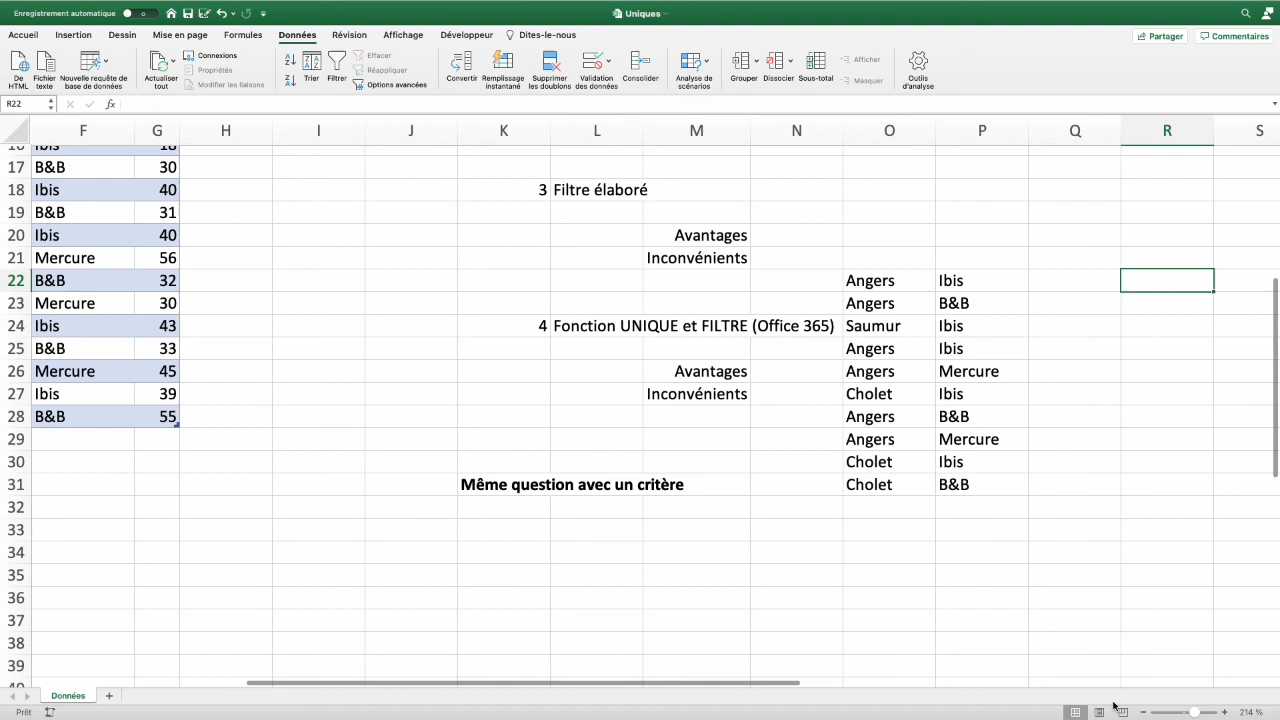 Enregistrement automatique
Uniques
Accueil Insertion Dessin Mise en page Formules Données Révision Affichage Développeur Dites-le-nous Partager Commentaires
De HTML
Fichier texte
Nouvelle requête de base de données
Actualiser tout
Connexions
Propriétés
Modifier les liaisons
Trier
Filtrer
Effacer
Réappliquer
Options avancées
Convertir
Remplissage instantané
Supprimer les doublons
Validation des données
Consolider
Analyse de scénarios
Grouper
Dissocier
Sous-total
Afficher
Masquer
Outils d'analyse
R22 fx
F G H I J K L M N O P Q R S
16 Ibis 18
17 B&B 30
18 Ibis 40 3 Filtre élaboré
19 B&B 31
20 Ibis 40 Avantages
21 Mercure 56 Inconvénients
22 B&B 32 Angers Ibis
23 Mercure 30 Angers B&B
24 Ibis 43 4 Fonction UNIQUE et FILTRE (Office 365) Saumur Ibis
25 B&B 33 Angers Ibis
26 Mercure 45 Avantages Angers Mercure
27 Ibis 39 Inconvénients Cholet Ibis
28 B&B 55 Angers B&B
29 Angers Mercure
30 Cholet Ibis
31 Même question avec un critère Cholet B&B
32
33
34
35
36
37
38
39
40
Données
Prêt 214 %